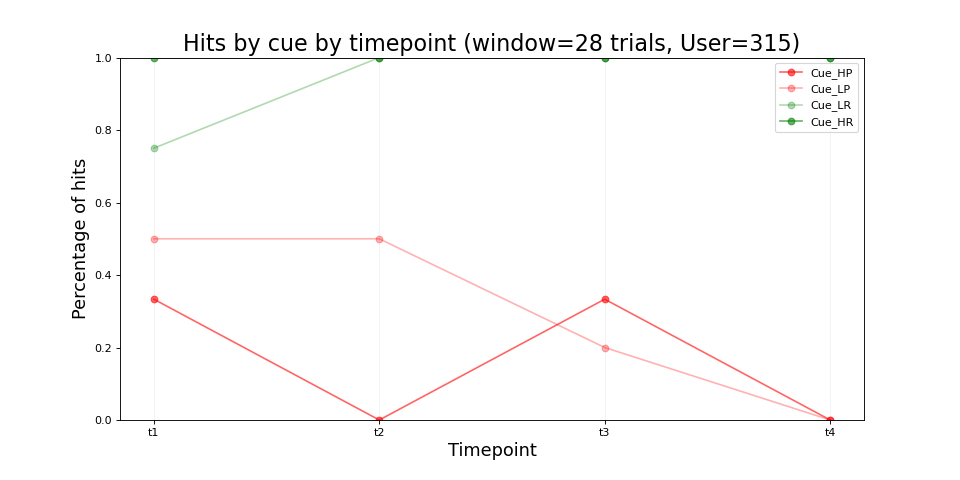 Hits by cue by timepoint (window=28 trials, User=315)
Percentage of hits
1.0
0.8
0.6
0.4
0.2
0.0
Cue_HP
Cue_LP
Cue_LR
Cue_HR
t1 t2 t3 t4
Timepoint